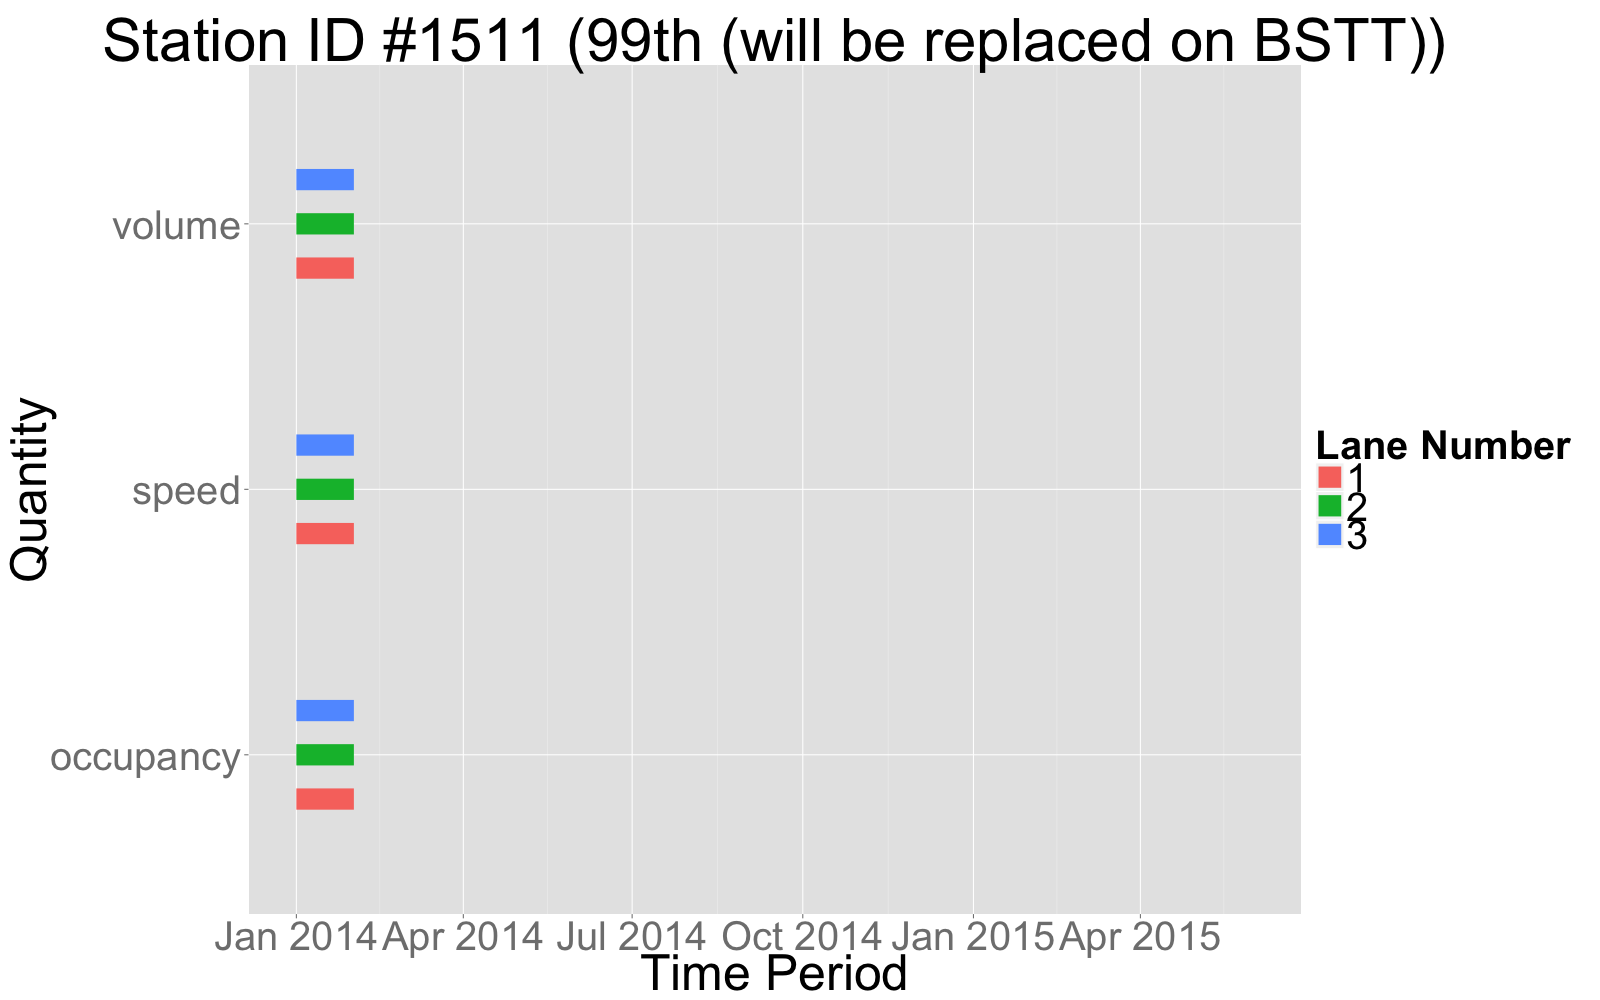 Station ID #1511 (99th (will be replaced on BSTT))
volume
speed
occupancy
Quantity
Jan 2014 Apr 2014 Jul 2014 Oct 2014 Jan 2015 Apr 2015
Time Period
Lane Number
1
2
3